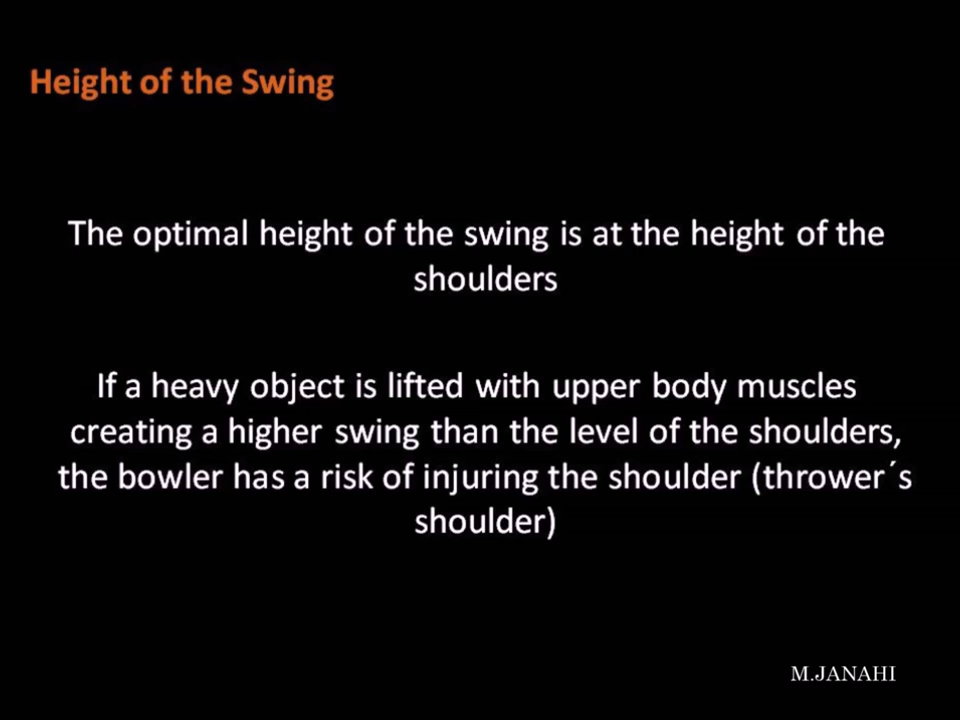 Height of the Swing
The optimal height of the swing is at the height of the
shoulders
If a heavy object is lifted with upper body muscles
creating a higher swing than the level of the shoulders,
the bowler has a risk of injuring the shoulder (thrower´s
shoulder)
M.JANAHI